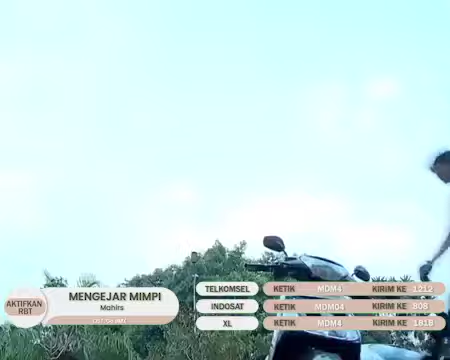 AKTIFKAN
RBT
MENGEJAR MIMPI
Mahirs
TELKOMSEL KETIK MDM4 KIRIM KE 1212
INDOSAT KETIK MDM04 KIRIM KE 808
XL KETIK MDM4 KIRIM KE 1818